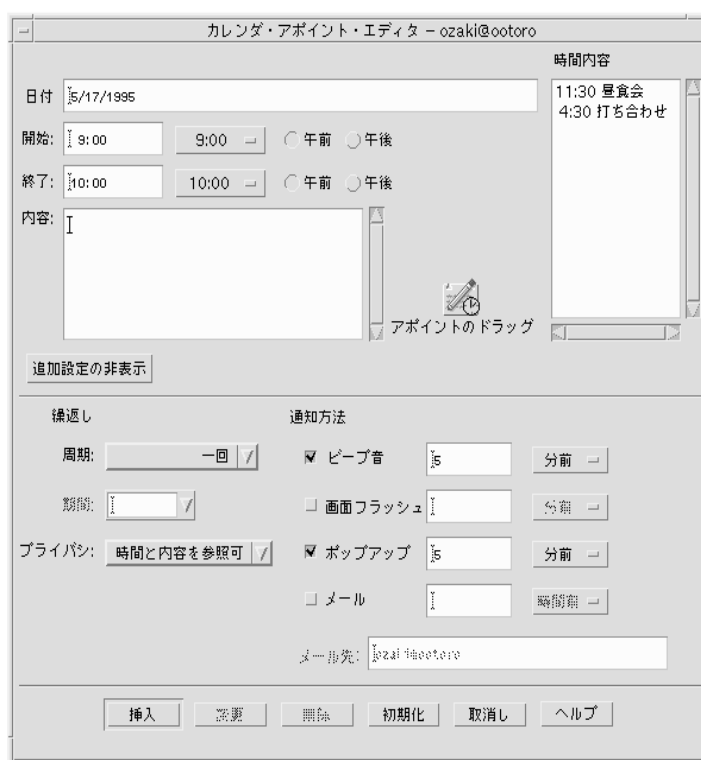 カレンダ・アポイント・エディタ – ozaki@ootoro
時間内容
日付 5/17/1995
11:30 昼食会
4:30 打ち合わせ
開始: 9:00 9:00 午前 午後
終了: 10:00 10:00 午前 午後
内容:
アポイントのドラッグ
追加設定の非表示
繰返し
通知方法
周期: 一回
ビープ音 5 分前
期間:
画面フラッシュ 分前
プライバシ: 時間と内容を参照可
ポップアップ 5 分前
メール 時間前
メール先: ozaki@ootoro
挿入 変更 削除 初期化 取消し ヘルプ